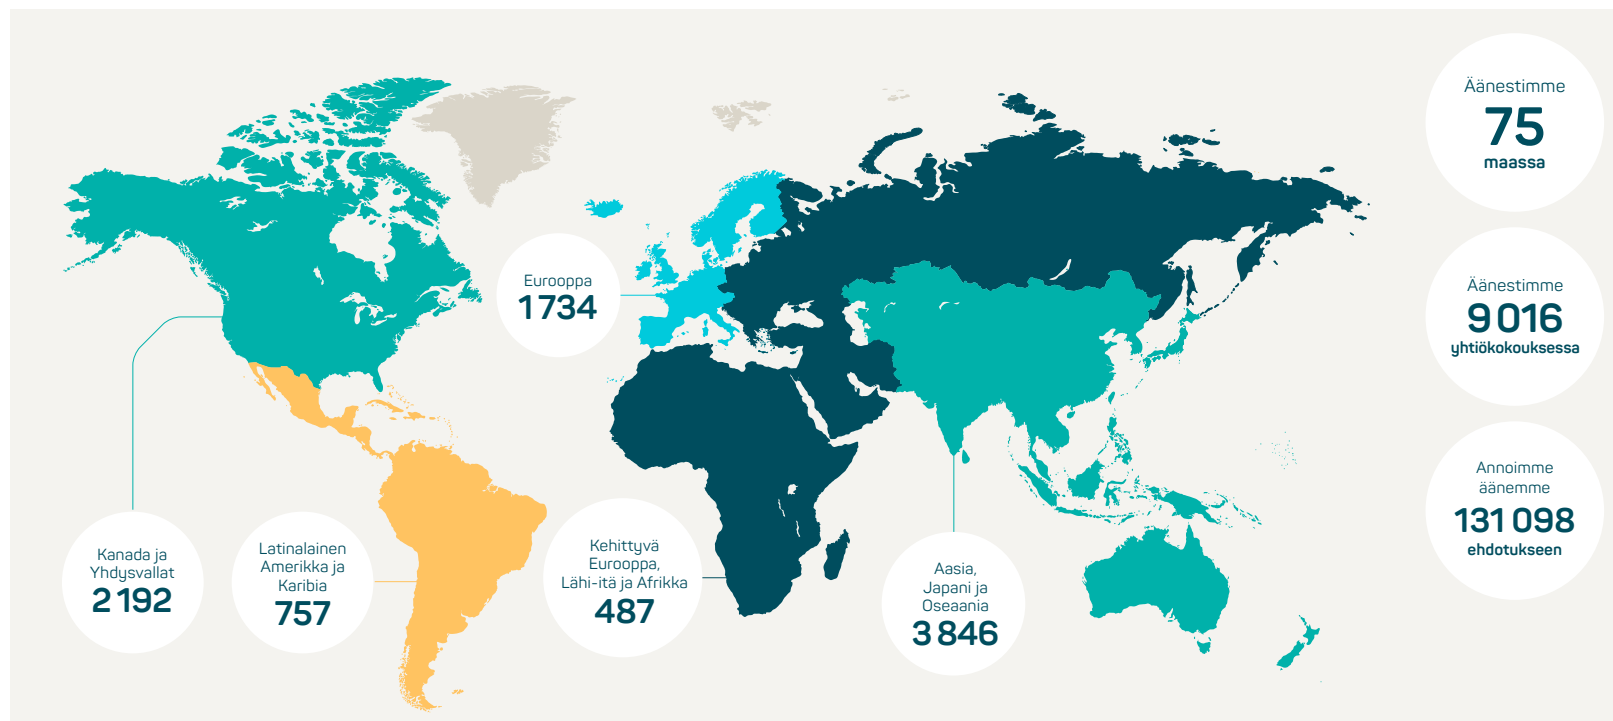 Äänestimme
75
maassa
Äänestimme
9 016
yhtiökokouksessa
Annoimme
äänemme
131 098
ehdotukseen
Eurooppa
1 734
Kanada ja
Yhdysvallat
2 192
Latinalainen
Amerikka ja
Karibia
757
Kehittyvä
Eurooppa,
Lähi-itä ja Afrikka
487
Aasia,
Japani ja
Oseaania
3 846